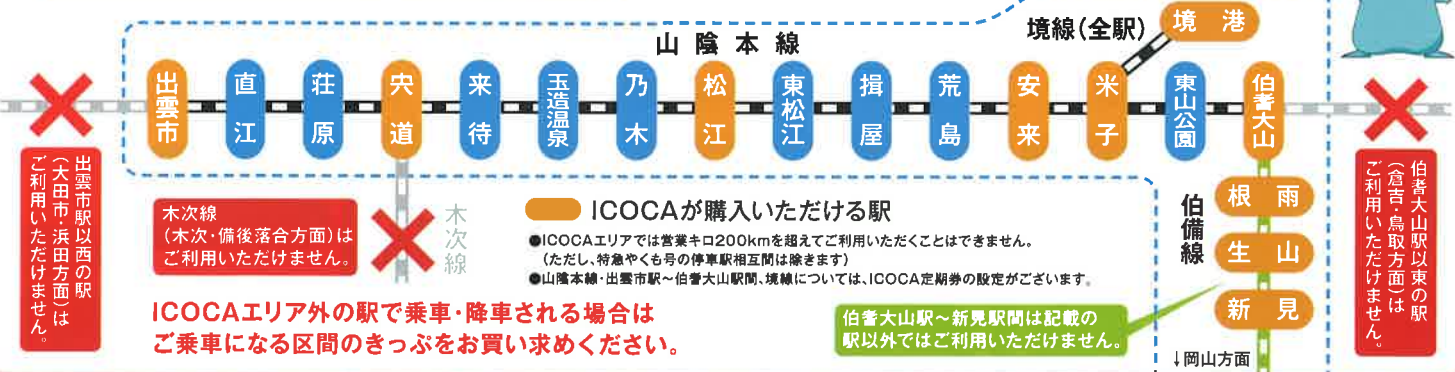 山陰本線
境線(全駅)
境港
出雲市
直江
荘原
宍道
来待
玉造温泉
乃木
松江
東松江
揖屋
荒島
安来
米子
東山公園
伯耆大山
出雲市駅以西の駅
(大田市・浜田方面)は
ご利用いただけません。
木次線
(木次・備後落合方面)は
ご利用いただけません。
木次線
ICOCAが購入いただける駅
●ICOCAエリアでは営業キロ200kmを超えてご利用いただくことはできません。
(ただし、特急やくも号の停車駅相互間は除きます)
●山陰本線・出雲市駅〜伯耆大山駅間、境線については、ICOCA定期券の設定がございます。
ICOCAエリア外の駅で乗車・降車される場合は
ご乗車になる区間のきっぷをお買い求めください。
伯備線
根雨
生山
新見
伯耆大山駅〜新見駅間は記載の
駅以外ではご利用いただけません。
↓岡山方面
伯耆大山駅以東の駅
(倉吉・鳥取方面)は
ご利用いただけません。